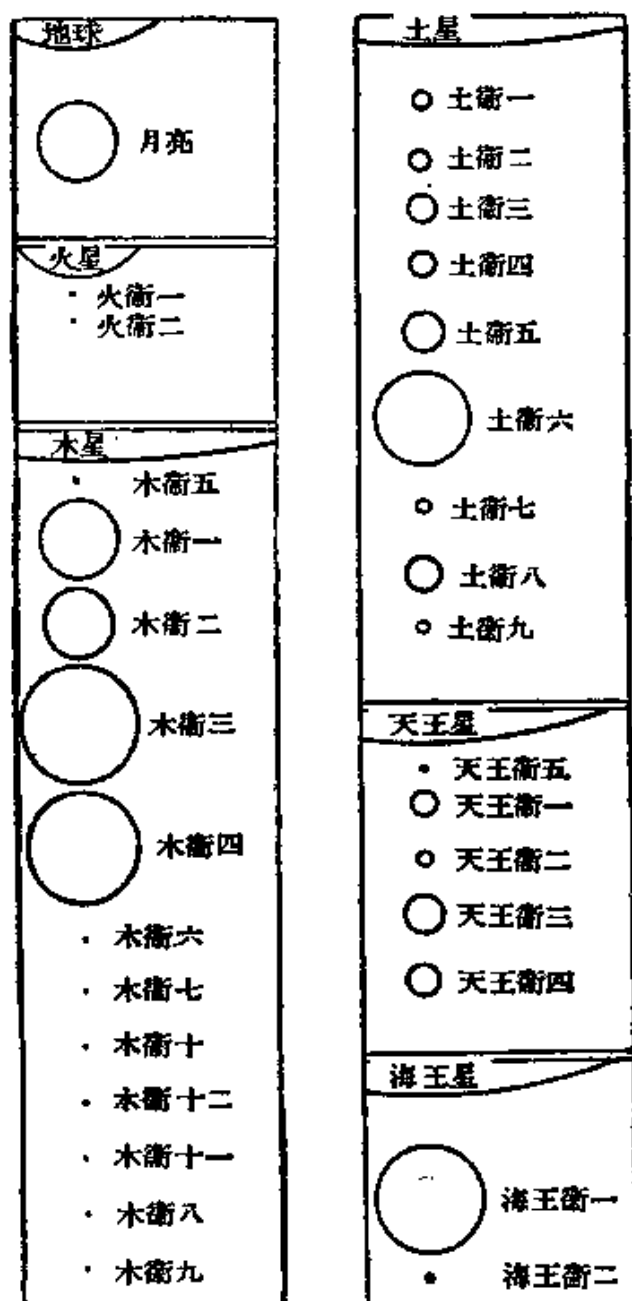 地球
月亮
火星
火衛一
火衛二
木星
木衛五
木衛一
木衛二
木衛三
木衛四
木衛六
木衛七
木衛十
木衛十二
木衛十一
木衛八
木衛九
土星
土衛一
土衛二
土衛三
土衛四
土衛五
土衛六
土衛七
土衛八
土衛九
天王星
天王衛五
天王衛一
天王衛二
天王衛三
天王衛四
海王星
海王衛一
海王衛二